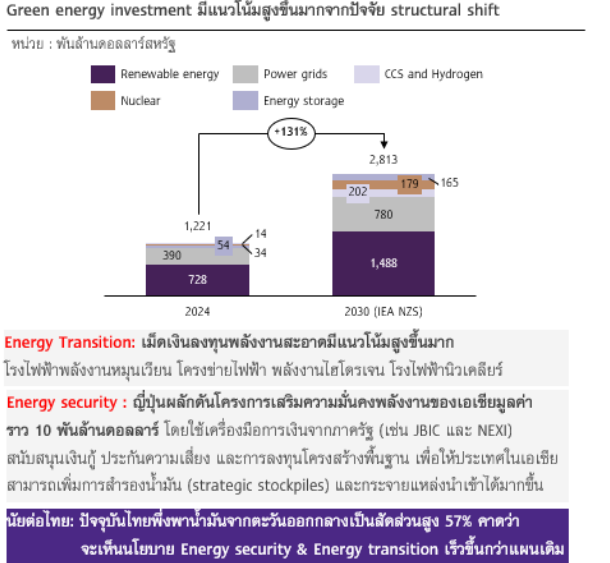 Green energy investment มีแนวโน้มสูงขึ้นมากจากปัจจัย structural shift
หน่วย : พันล้านดอลลาร์สหรัฐ
Renewable energy
Power grids
CCS and Hydrogen
Nuclear
Energy storage
+131%
2,813
202
179
165
780
1,221
54
14
390
34
1,488
728
2024
2030 (IEA NZS)
Energy Transition: เม็ดเงินลงทุนพลังงานสะอาดมีแนวโน้มสูงขึ้นมาก
โรงไฟฟ้าพลังงานหมุนเวียน โครงข่ายไฟฟ้า พลังงานไฮโดรเจน โรงไฟฟ้านิวเคลียร์
Energy security : ญี่ปุ่นผลักดันโครงการเสริมความมั่นคงพลังงานของเอเชียมูลค่า
ราว 10 พันล้านดอลลาร์ โดยใช้เครื่องมือการเงินจากภาครัฐ (เช่น JBIC และ NEXI)
สนับสนุนเงินกู้ ประกันความเสี่ยง และการลงทุนโครงสร้างพื้นฐาน เพื่อให้ประเทศในเอเชีย
สามารถเพิ่มการสำรองน้ำมัน (strategic stockpiles) และกระจายแหล่งนำเข้าได้มากขึ้น
นัยต่อไทย: ปัจจุบันไทยพึ่งพาน้ำมันจากตะวันออกกลางเป็นสัดส่วนสูง 57% คาดว่า
จะเห็นนโยบาย Energy security & Energy transition เร็วขึ้นกว่าแผนเดิม